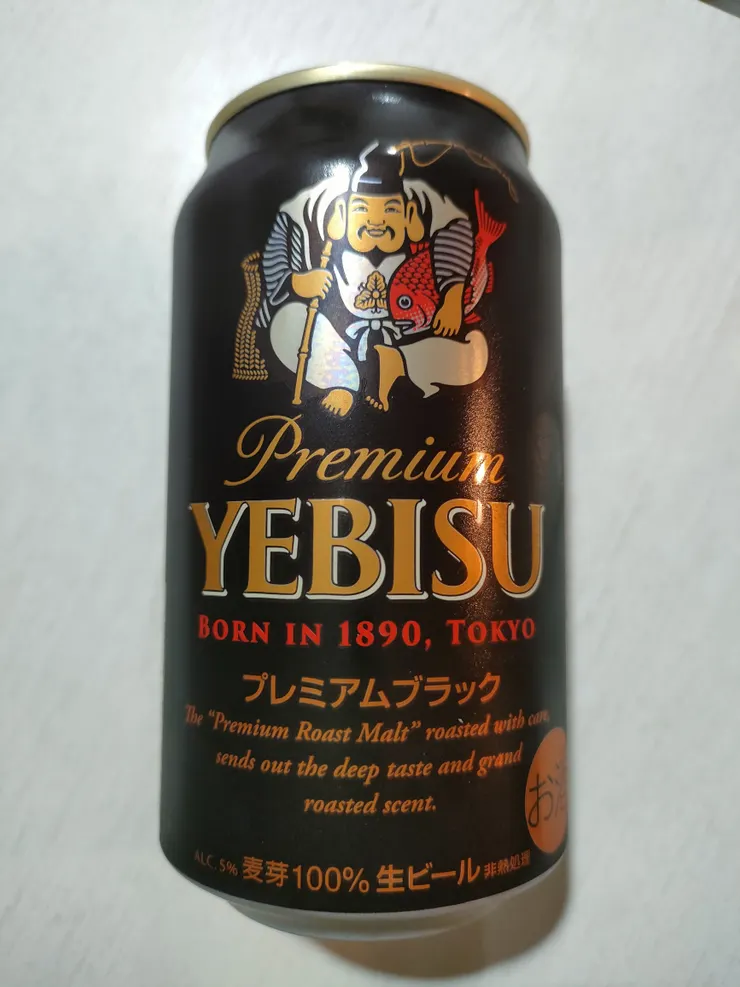 Premium
YEBISU
BORN IN 1890, TOKYO
プレミアムブラック
The “Premium Roast Malt” roasted with care,
sends out the deep taste and grand
roasted scent.
ALC. 5% 麦芽100% 生ビール 非熱処理